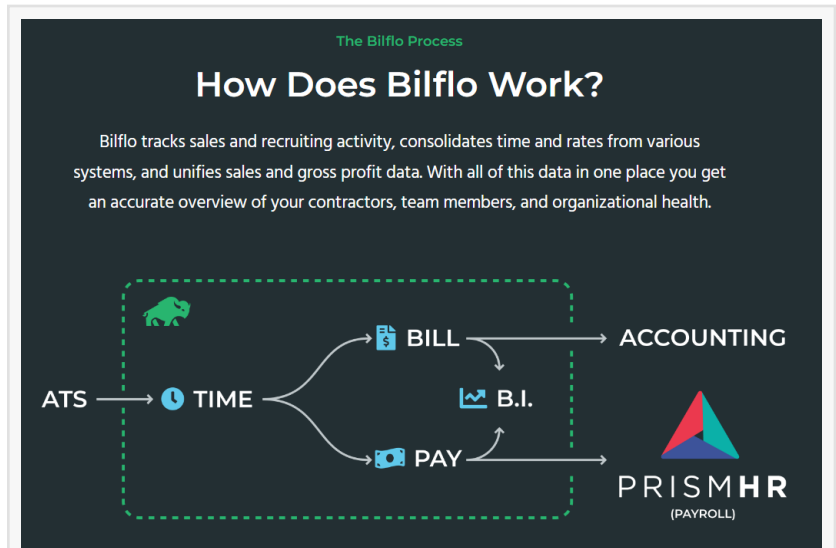 The Bilflo Process
How Does Bilflo Work?
Bilflo tracks sales and recruiting activity, consolidates time and rates from various
systems, and unifies sales and gross profit data. With all of this data in one place you get
an accurate overview of your contractors, team members, and organizational health.
BILL
ACCOUNTING
ATS
TIME
B.I.
PAY
PRISMHR
(PAYROLL)